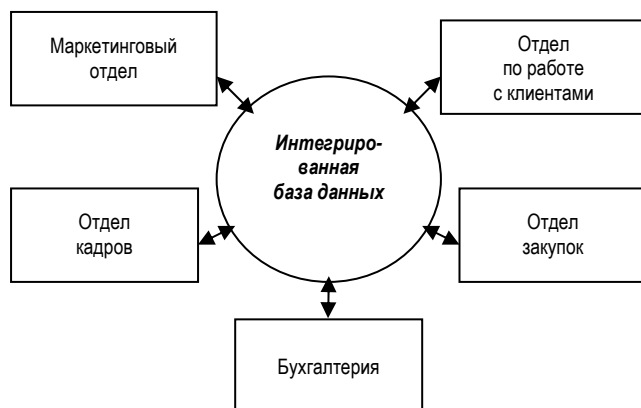 Маркетинговый
отдел
Отдел
по работе
с клиентами
Интегриро-
ванная
база данных
Отдел
кадров
Отдел
закупок
Бухгалтерия